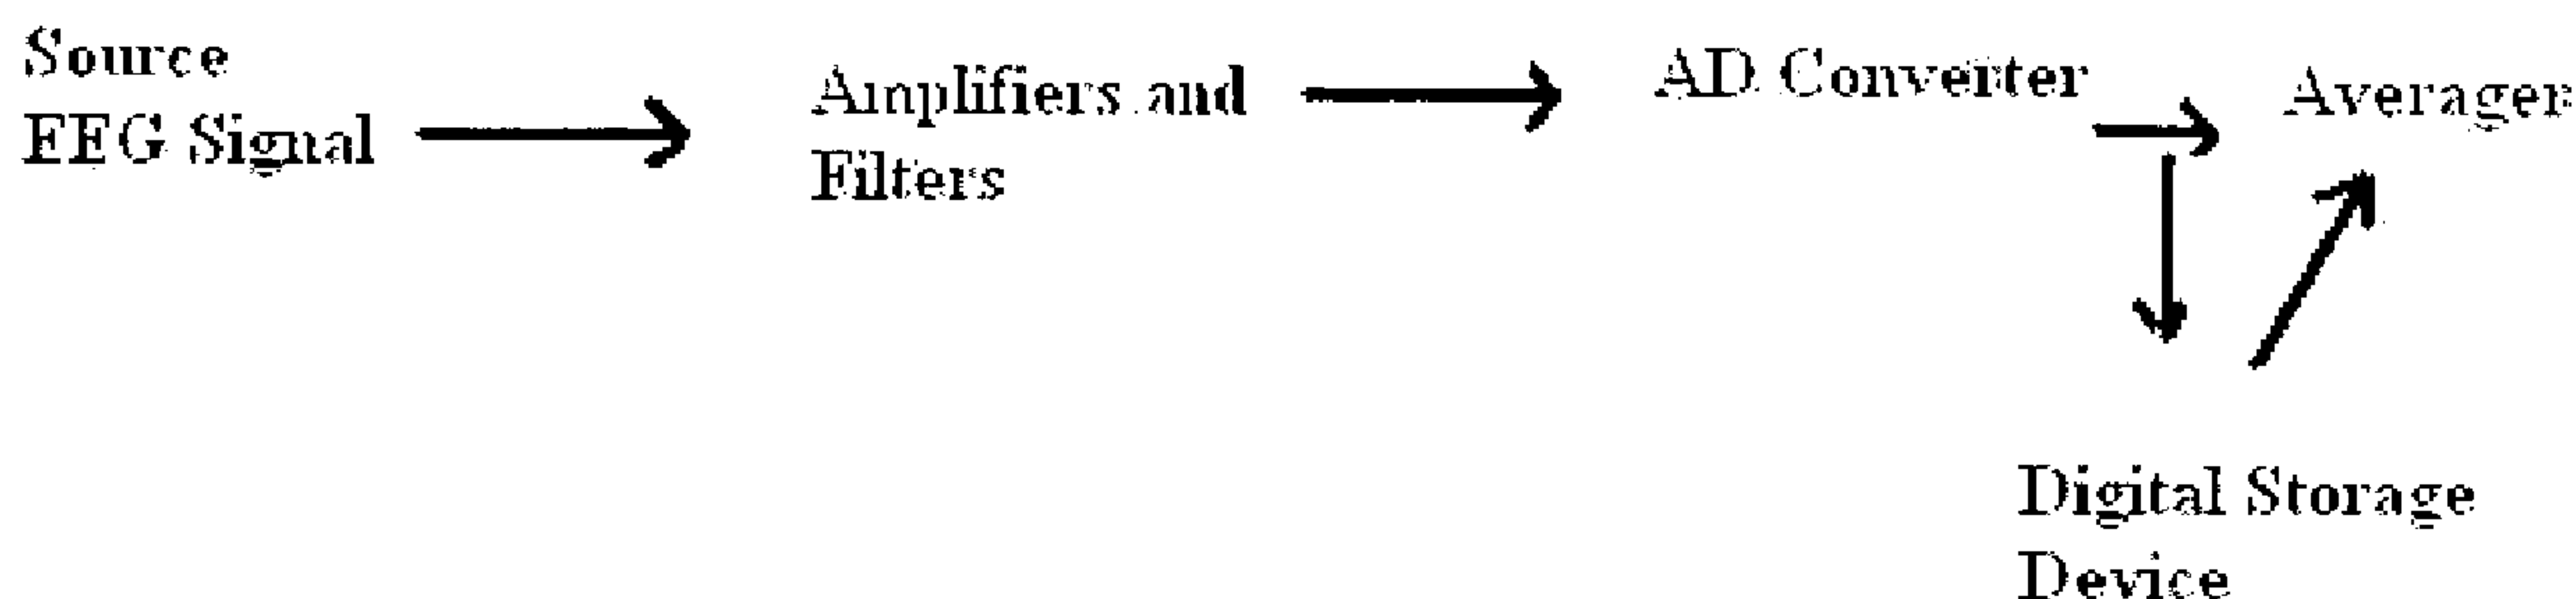 Source
EEG Signal
Amplifiers and
Filters
AD Converter
Averager
Digital Storage
Device